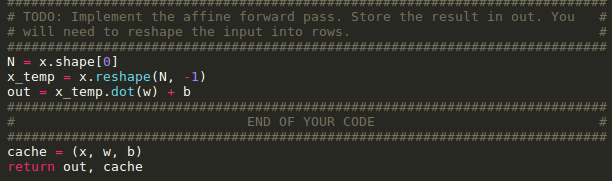 ###########################################################################
# TODO: Implement the affine forward pass. Store the result in out. You   #
# will need to reshape the input into rows.                               #
###########################################################################
N = x.shape[0]
x_temp = x.reshape(N, -1)
out = x_temp.dot(w) + b
###########################################################################
#                             END OF YOUR CODE                            #
###########################################################################
cache = (x, w, b)
return out, cache